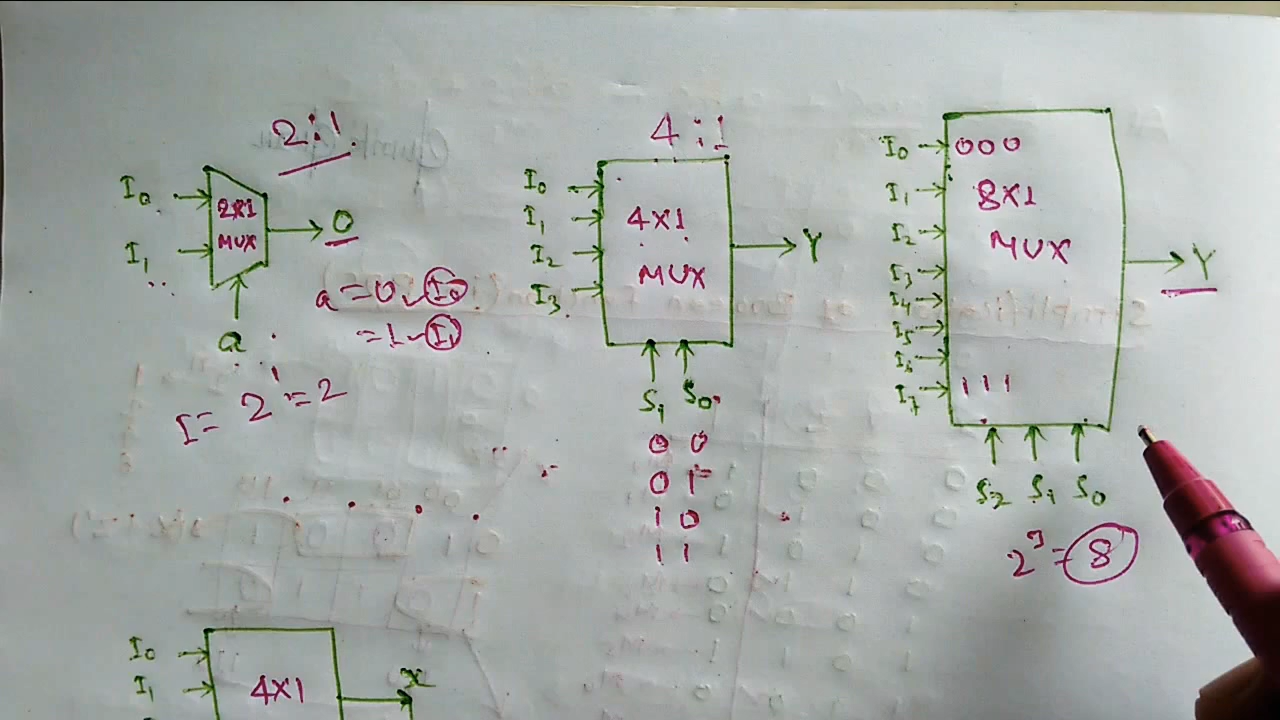 2:1
I0
I1
2X1
MUX
O
a
a=0, I0
=1 - I1
I = 2^1 = 2
4:1
I0
I1
I2
I3
4X1
MUX
Y
S1 S0
0 0
0 1
1 0
1 1
I0
I1
I2
I3
I4
I5
I6
I7
000
8X1
MUX
111
Y
S2 S1 S0
2^3 = 8
I0
I1
4X1
x